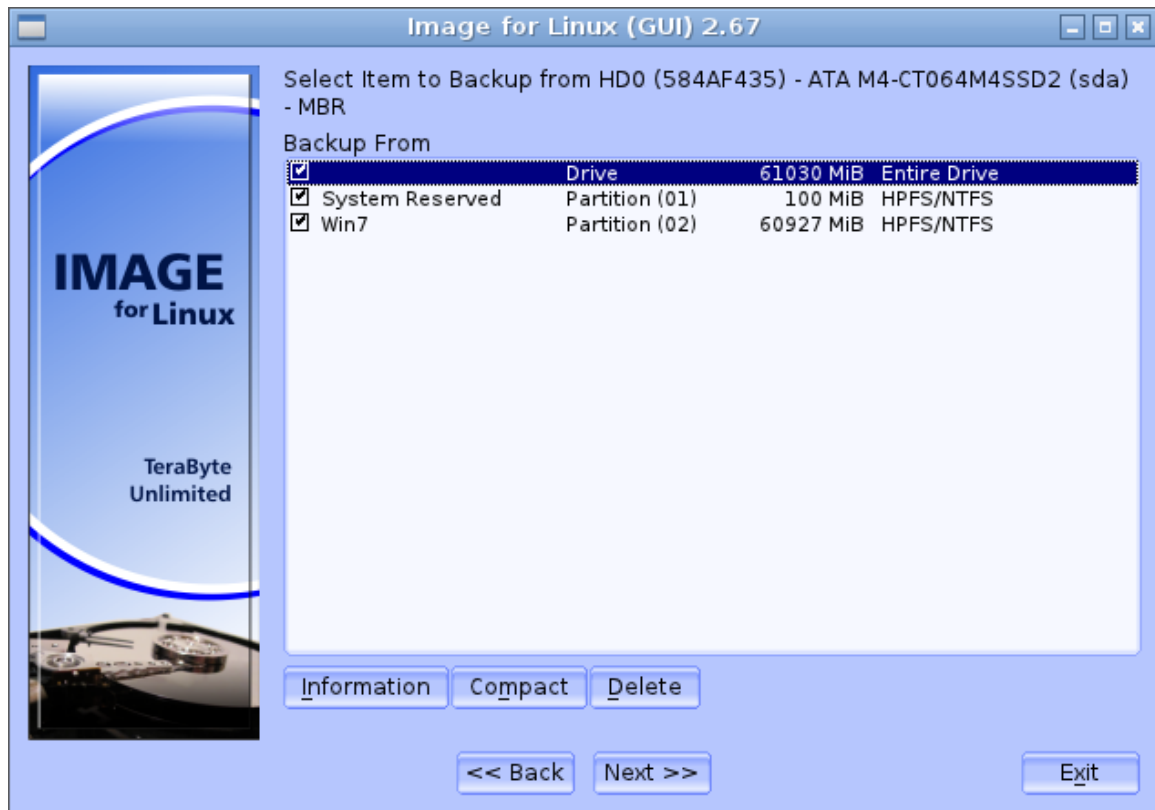 Image for Linux (GUI) 2.67
Select Item to Backup from HD0 (584AF435) - ATA M4-CT064M4SSD2 (sda)
- MBR
Backup From
Drive 61030 MiB Entire Drive
System Reserved Partition (01) 100 MiB HPFS/NTFS
Win7 Partition (02) 60927 MiB HPFS/NTFS
IMAGE
for Linux
TeraByte
Unlimited
Information Compact Delete
<< Back Next >> Exit